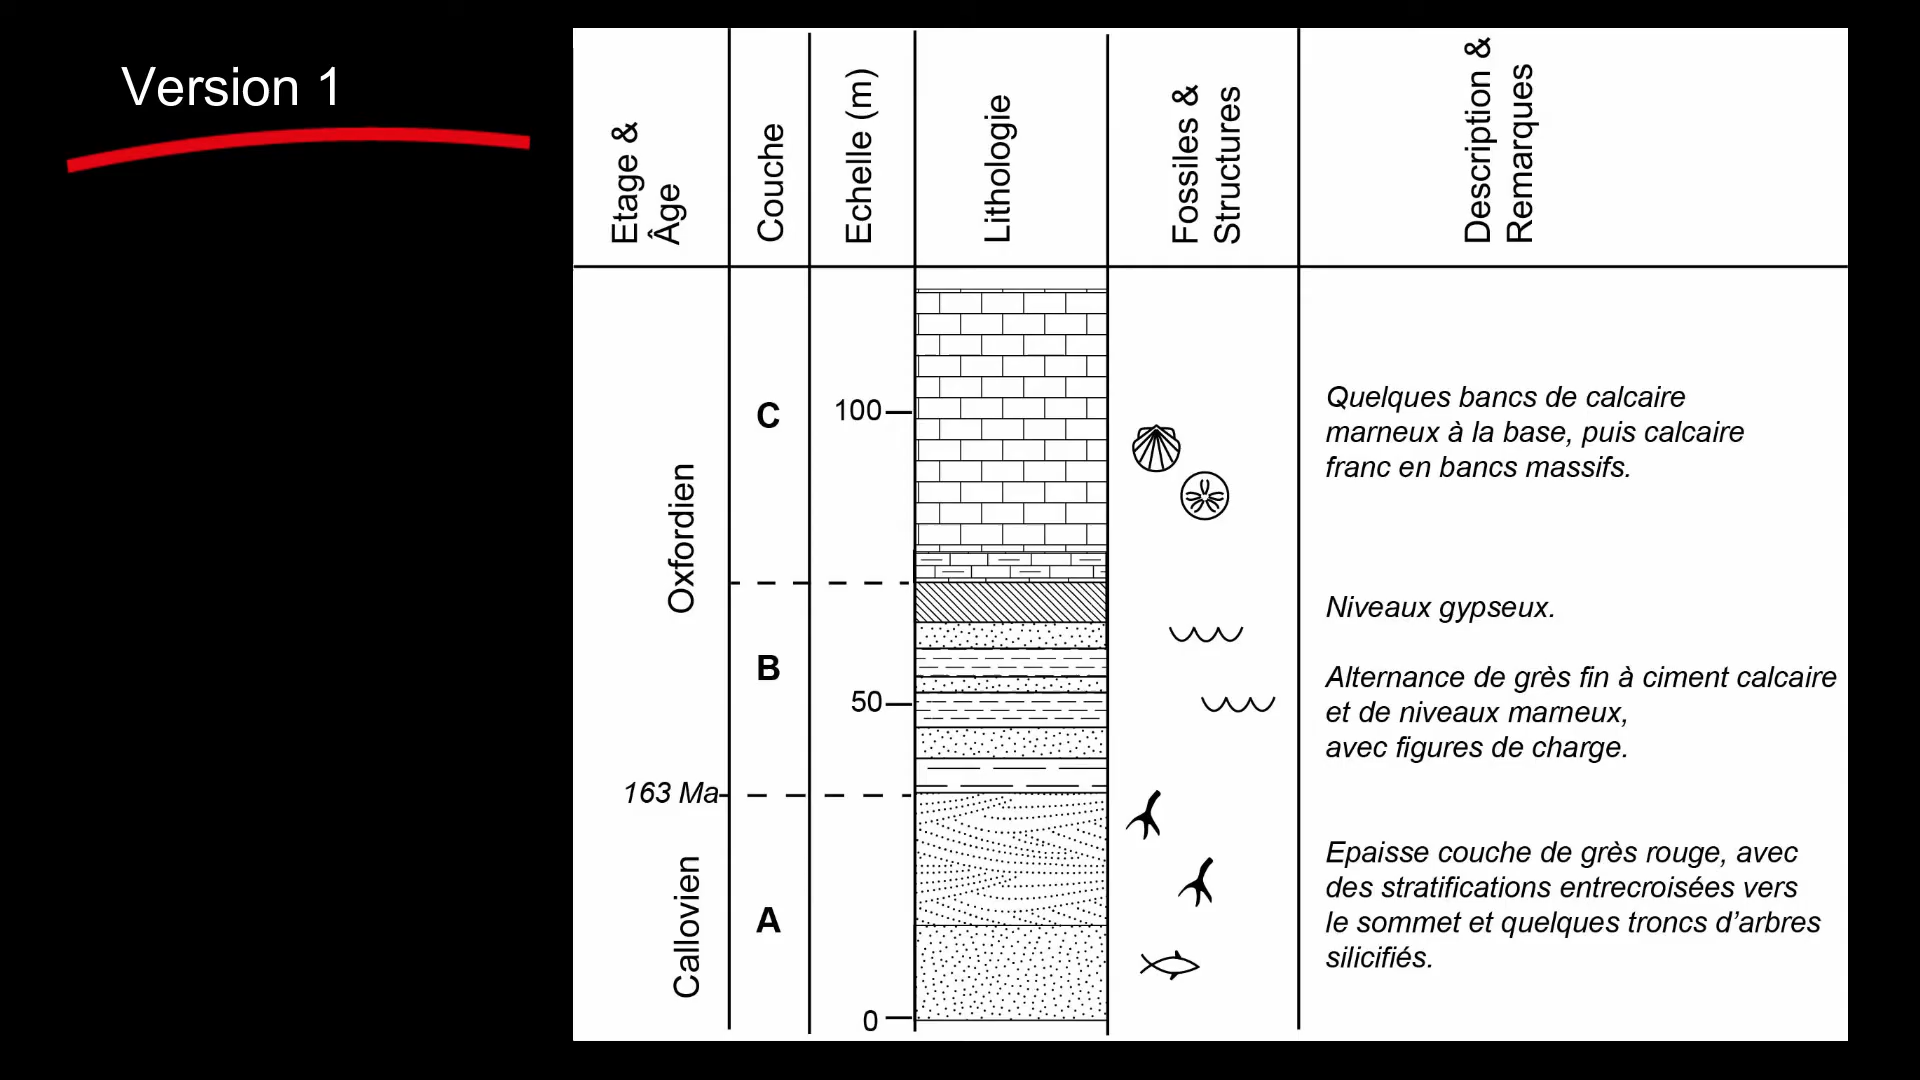 Version 1
Etage &
Âge
Couche
Echelle (m)
Lithologie
Fossiles &
Structures
Description &
Remarques
Oxfordien
163 Ma
Callovien
C
B
A
100
50
0
Quelques bancs de calcaire
marneux à la base, puis calcaire
franc en bancs massifs.
Niveaux gypseux.
Alternance de grès fin à ciment calcaire
et de niveaux marneux,
avec figures de charge.
Epaisse couche de grès rouge, avec
des stratifications entrecroisées vers
le sommet et quelques troncs d’arbres
silicifiés.